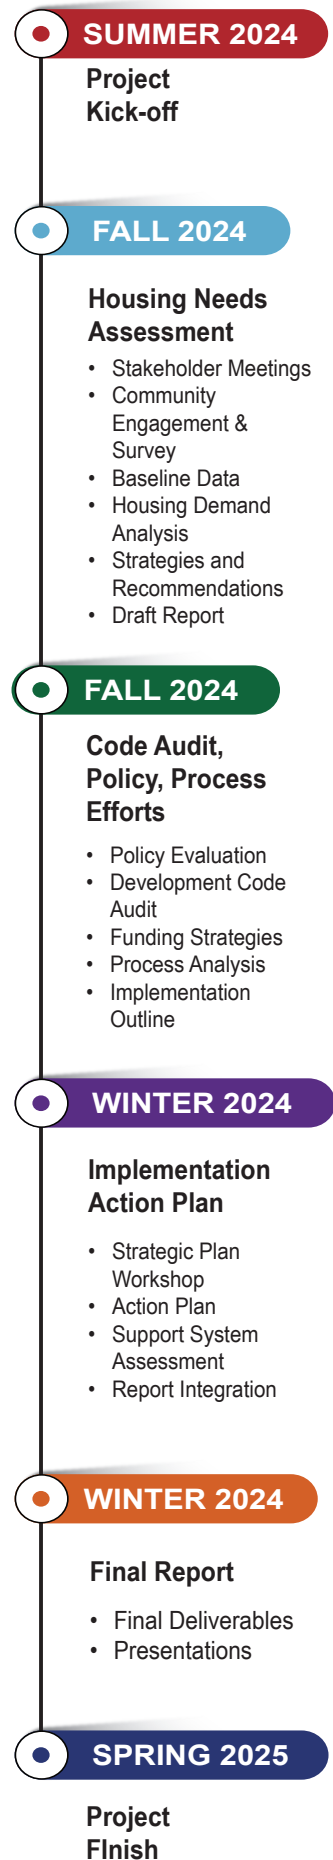 SUMMER 2024
Project
Kick-off
FALL 2024
Housing Needs
Assessment
• Stakeholder Meetings
• Community
Engagement &
Survey
• Baseline Data
• Housing Demand
Analysis
• Strategies and
Recommendations
• Draft Report
FALL 2024
Code Audit,
Policy, Process
Efforts
• Policy Evaluation
• Development Code
Audit
• Funding Strategies
• Process Analysis
• Implementation
Outline
WINTER 2024
Implementation
Action Plan
• Strategic Plan
Workshop
• Action Plan
• Support System
Assessment
• Report Integration
WINTER 2024
Final Report
• Final Deliverables
• Presentations
SPRING 2025
Project
FInish